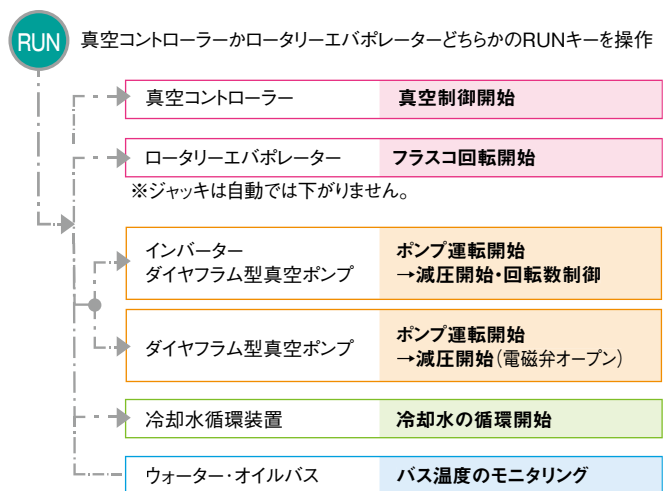 RUN 真空コントローラーかロータリーエバポレーターどちらかのRUNキーを操作
真空コントローラー 真空制御開始
ロータリーエバポレーター フラスコ回転開始
※ジャッキは自動では下がりません。
インバーター
ダイヤフラム型真空ポンプ
ポンプ運転開始
→減圧開始・回転数制御
ダイヤフラム型真空ポンプ
ポンプ運転開始
→減圧開始(電磁弁オープン)
冷却水循環装置 冷却水の循環開始
ウォーター・オイルバス バス温度のモニタリング